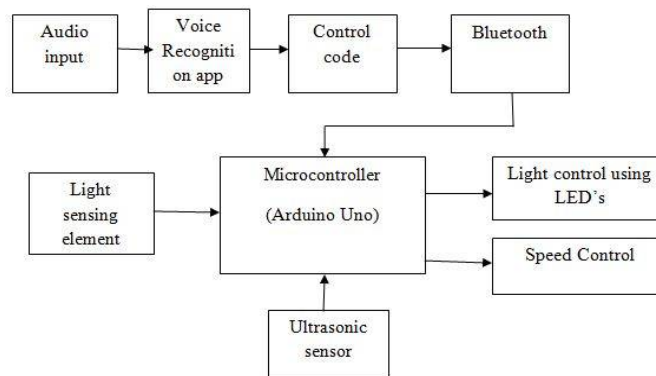 Audio
input
Voice
Recogniti
on app
Control
code
Bluetooth
Light
sensing
element
Microcontroller
(Arduino Uno)
Light control using
LED's
Speed Control
Ultrasonic
sensor